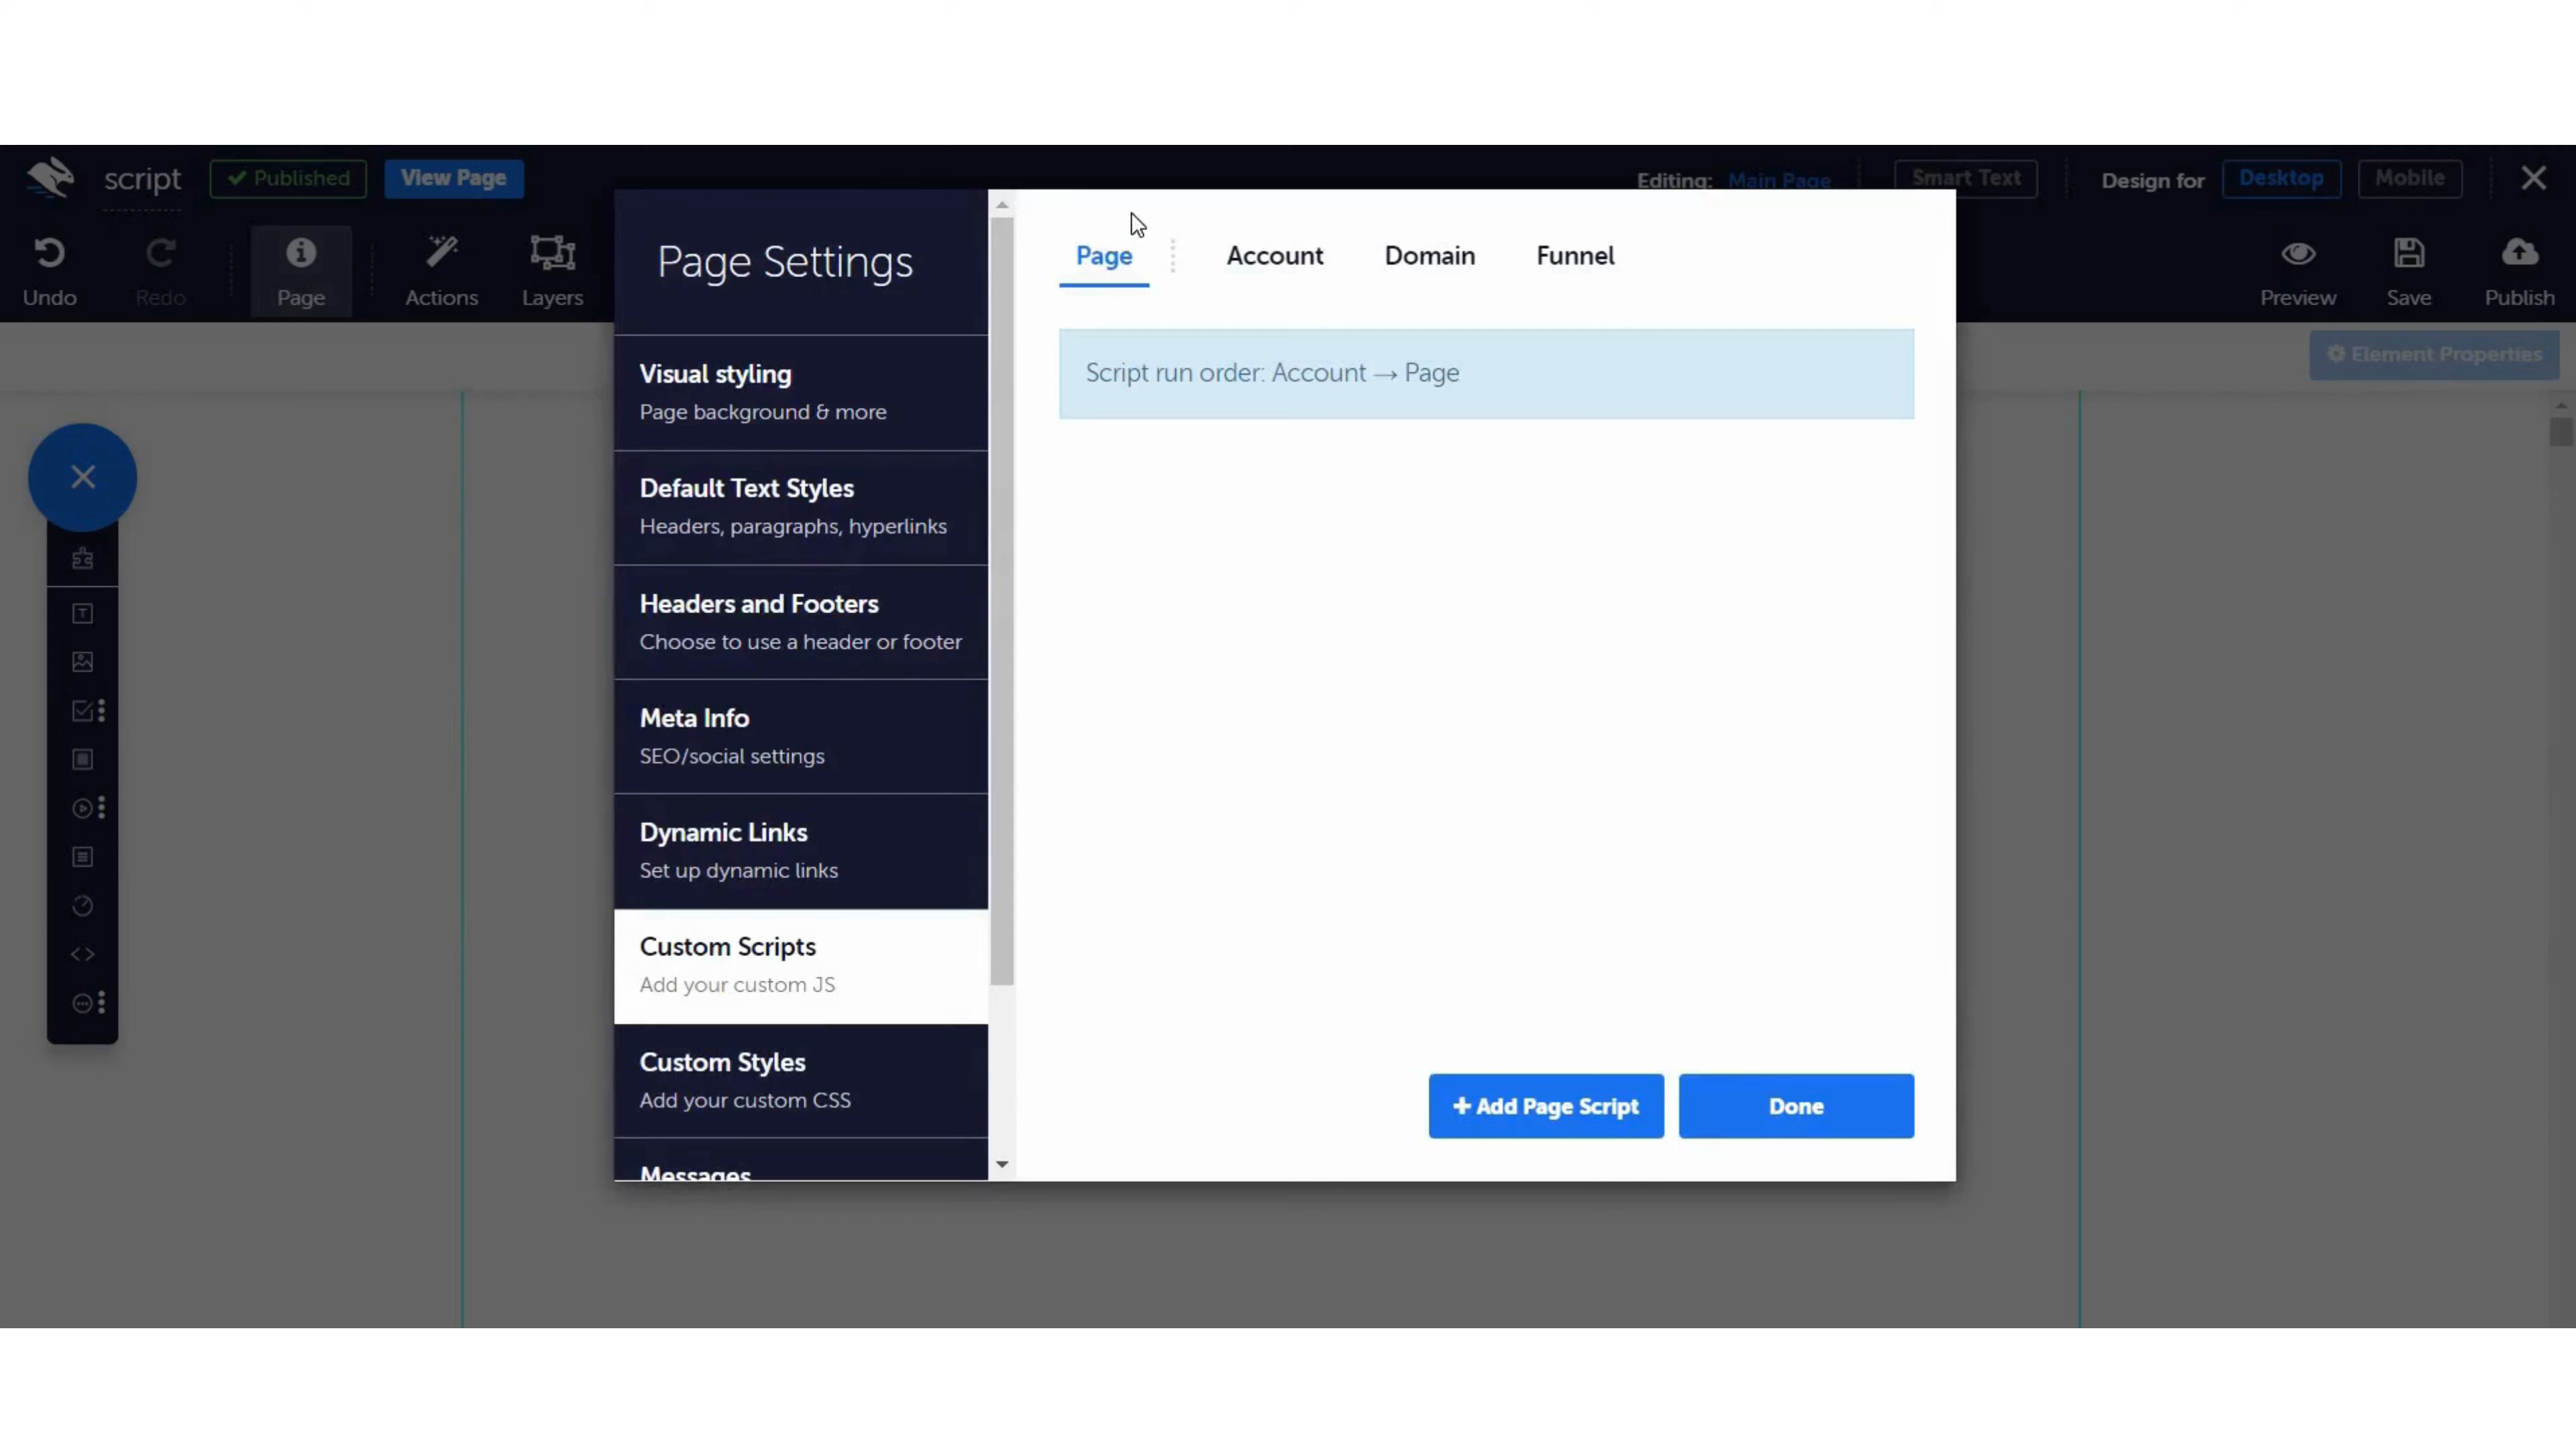 script
Published
View Page
Editing: Main Page
Smart Text
Design for
Desktop
Mobile
Undo
Redo
Page
Actions
Layers
Preview
Save
Publish
Element Properties
Page Settings
Visual styling
Page background & more
Default Text Styles
Headers, paragraphs, hyperlinks
Headers and Footers
Choose to use a header or footer
Meta Info
SEO/social settings
Dynamic Links
Set up dynamic links
Custom Scripts
Add your custom JS
Custom Styles
Add your custom CSS
Messages
Page
Account
Domain
Funnel
Script run order: Account → Page
+ Add Page Script
Done